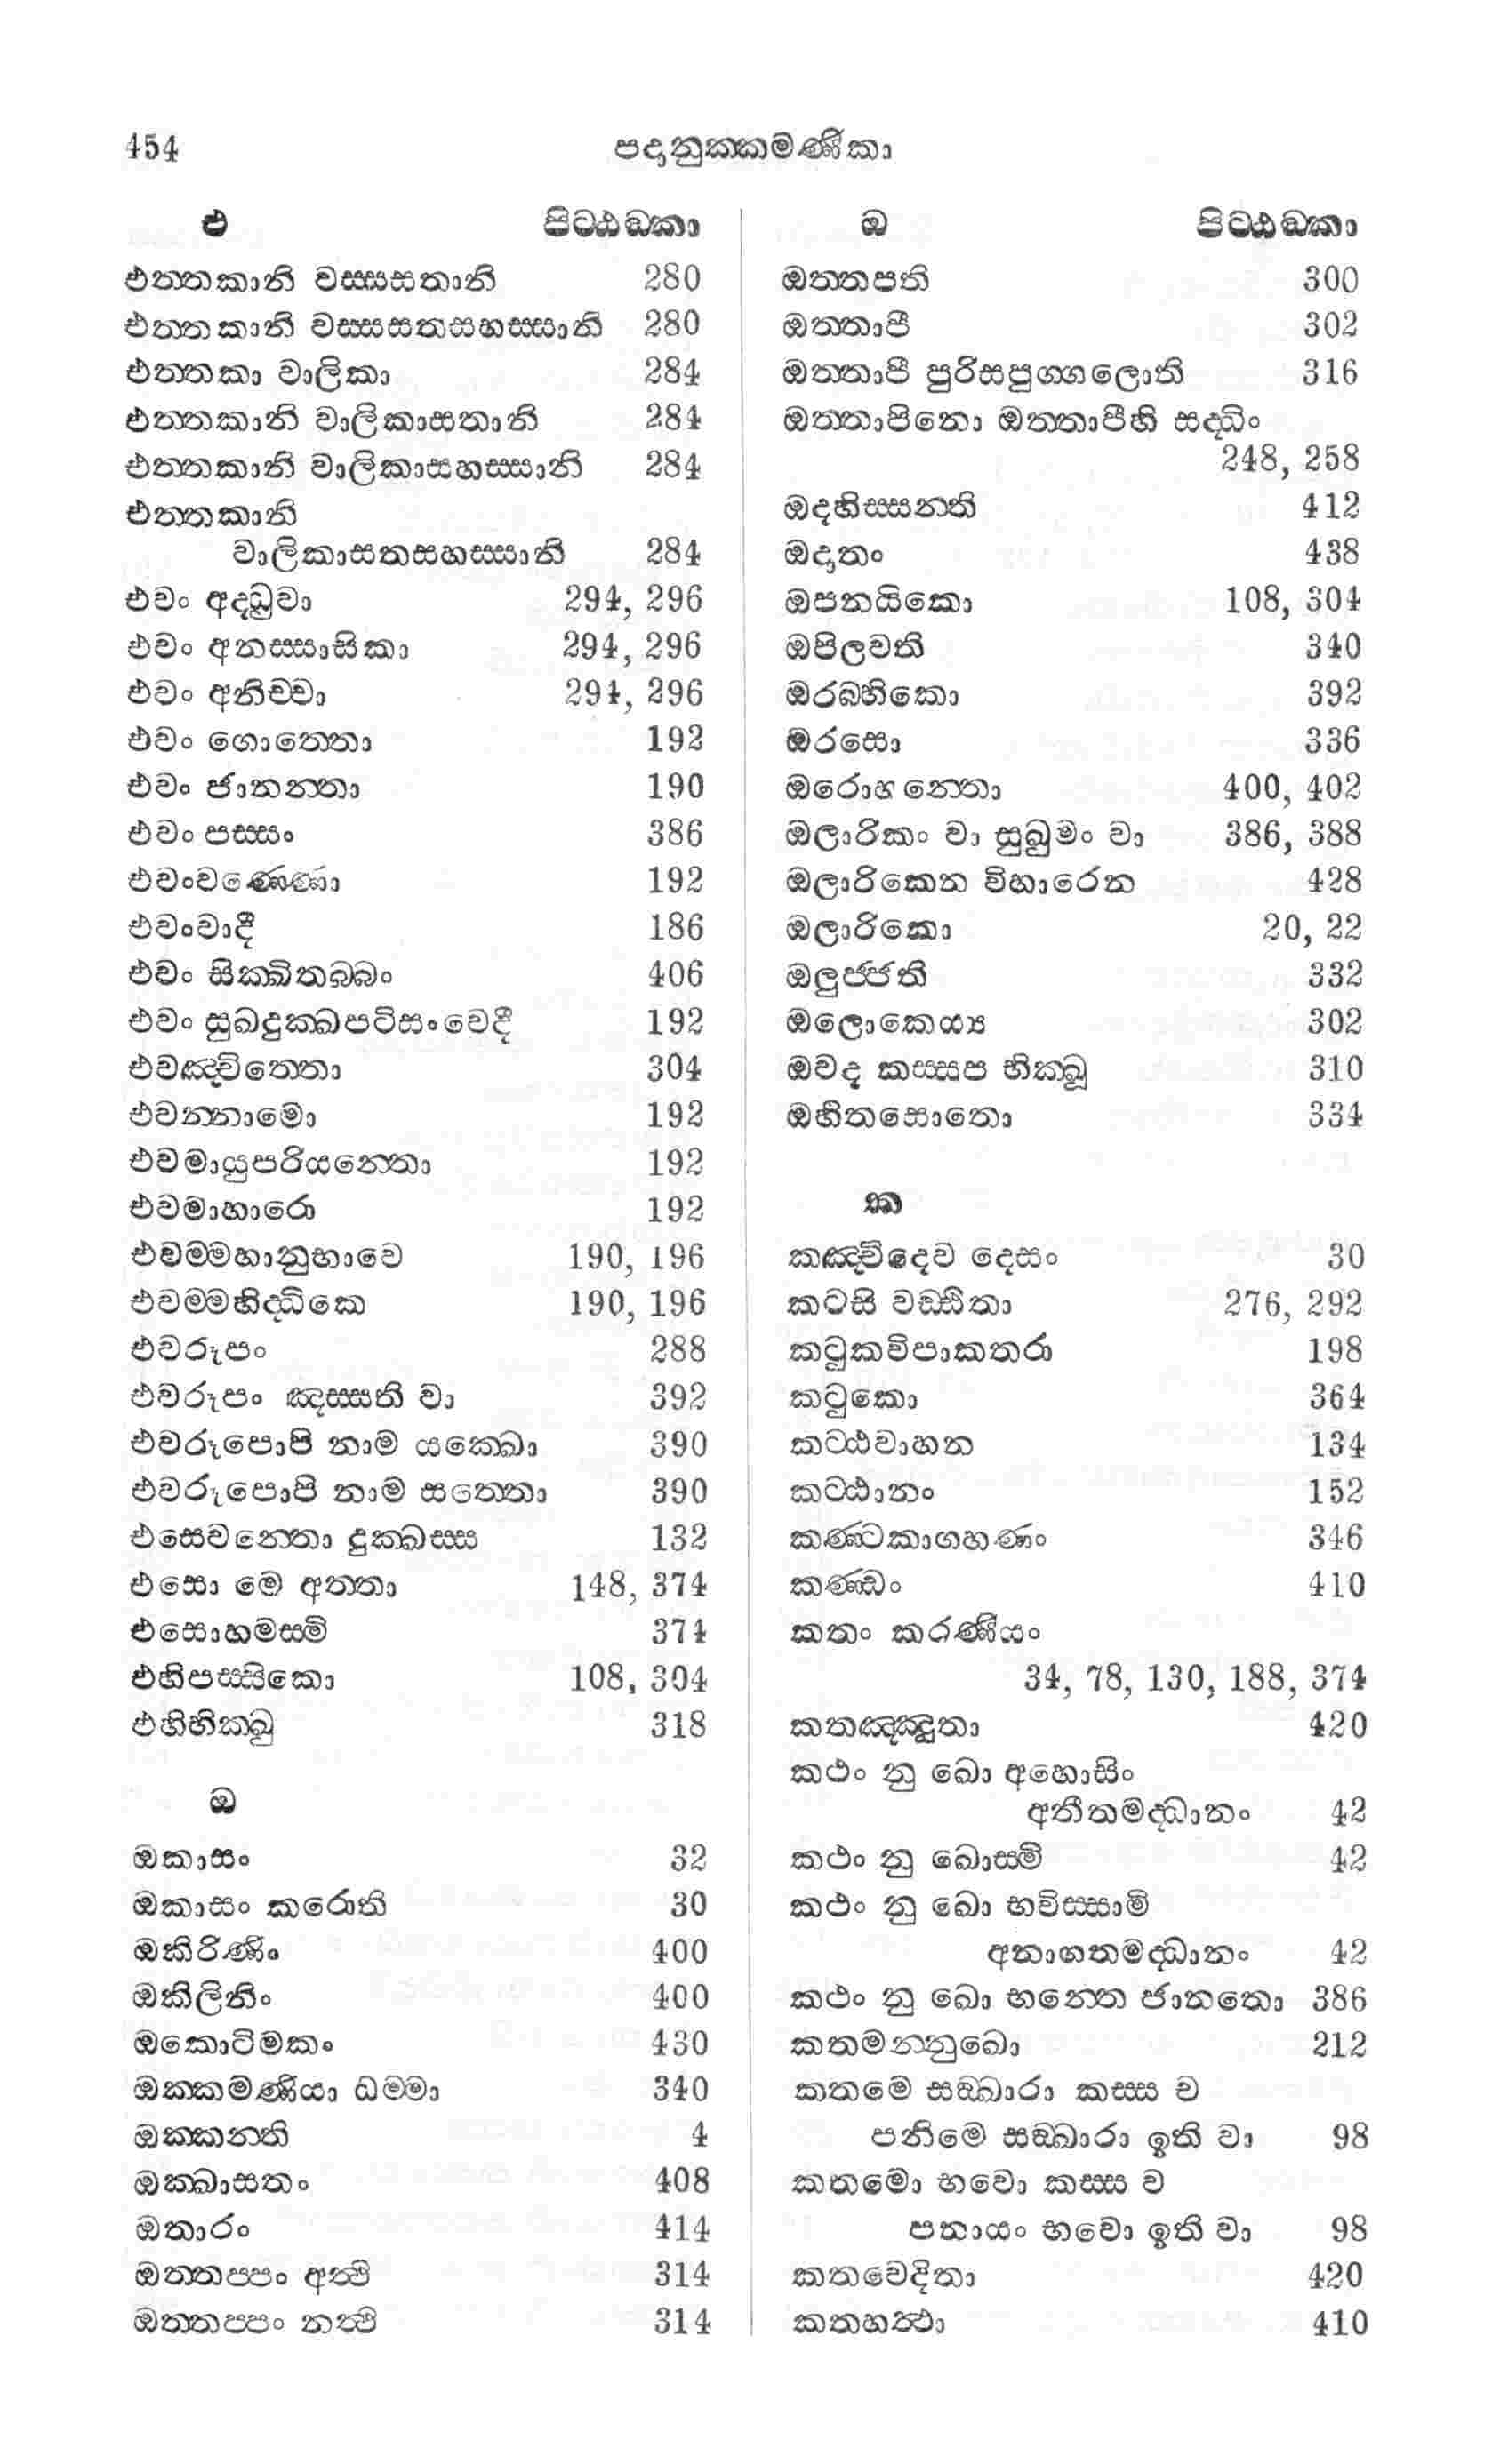 454
පදානුක්කමණිකා
එ පිට්ඨඞ්කා
එත්තකානි වස්සසතානි 280
එත්තකානි වස්සසතසහස්සානි 280
එත්තකා වාලිකා 284
එත්තකානි වාලිකාසතානි 284
එත්තකානි වාලිකාසහස්සානි 284
එත්තකානි
වාලිකාසතසහස්සානි 284
එවං අද්ධුවා 294, 296
එවං අනස්සාසිකා 294, 296
එවං අනිච්චා 294, 296
එවං ගොත්තො 192
එවං ජානන්තා 190
එවං පස්සං 386
එවංවණ්ණො 192
එවංවාදී 186
එවං සික්ඛිතබ්බං 406
එවං සුඛදුක්ඛපටිසංවෙදී 192
එවඤ්චිත්තො 304
එවන්නාමො 192
එවමායුපරියන්තො 192
එවමාහාරො 192
එවම්මහානුභාවෙ 190, 196
එවම්මහිද්ධිකෙ 190, 196
එවරූපං 288
එවරූපං ඤස්සති වා 392
එවරූපොපි නාම යක්ඛො 390
එවරූපොපි නාම සත්තො 390
එසෙවන්තො දුක්ඛස්ස 132
එසො මෙ අත්තා 148, 374
එසොහමස්මි 374
එහිපස්සිකො 108, 304
එහිභික්ඛු 318
ඔ
ඔකාසං 32
ඔකාසං කරොති 30
ඔකිරිණිං 400
ඔකිලිනිං 400
ඔකොටිමකං 430
ඔක්කමණියා ධම්මා 340
ඔක්කන්ති 4
ඔක්ඛාසතං 408
ඔතාරං 414
ඔත්තප්පං අත්ථි 314
ඔත්තප්පං නත්ථි 314
ඔ පිට්ඨඞ්කා
ඔත්තපති 300
ඔත්තාපී 302
ඔත්තාපී පුරිසපුග්ගලොති 316
ඔත්තාපිනො ඔත්තාපීහි සද්ධිං
248, 258
ඔදහිස්සන්ති 412
ඔදාතං 438
ඔපනයිකො 108, 304
ඔපිලවති 340
ඔරබ්භිකො 392
ඔරසො 336
ඔරොහන්තො 400, 402
ඔලාරිකං වා සුඛුමං වා 386, 388
ඔලාරිකෙන විහාරෙන 428
ඔලාරිකො 20, 22
ඔලුජ්ජති 332
ඔලොකෙය්‍ය 302
ඔවද කස්සප භික්ඛූ 310
ඔහිතසොතො 334
ක
කඤ්චිදෙව දෙසං 30
කටසි වඩ්ඪිතා 276, 292
කටුකවිපාකතරා 198
කටුකො 364
කට්ඨවාහන 134
කට්ඨානං 152
කණ්ටකාගහණං 346
කණ්ඩං 410
කතං කරණීයං
34, 78, 130, 188, 374
කතඤ්ඤුතා 420
කථං නු ඛො අහොසිං
අතීතමද්ධානං 42
කථං නු ඛොස්මි 42
කථං නු ඛො භවිස්සාමි
අනාගතමද්ධානං 42
කථං නු ඛො භන්තෙ ජානතො 386
කතමන්නුඛො 212
කතමෙ සඞ්ඛාරා කස්ස ච
පනිමෙ සඞ්ඛාරා ඉති වා 98
කතමො භවො කස්ස ව
පනායං භවො ඉති වා 98
කතවෙදිතා 420
කතහත්ථා 410